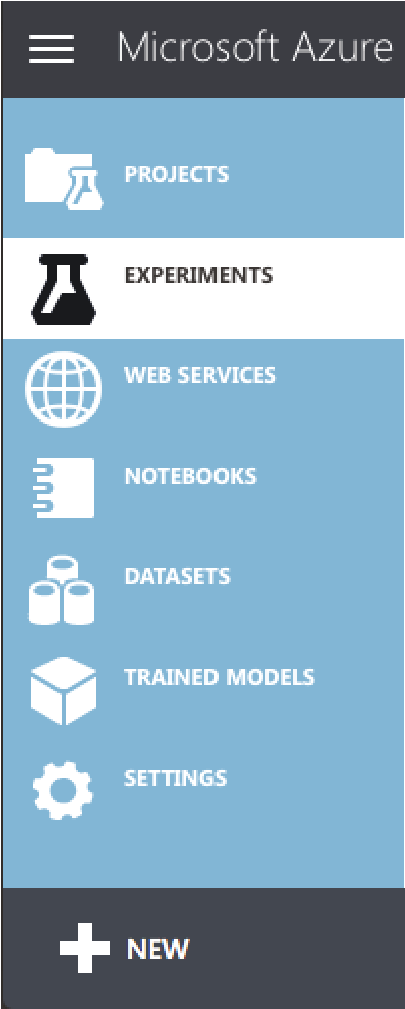 Microsoft Azure
PROJECTS
EXPERIMENTS
WEB SERVICES
NOTEBOOKS
DATASETS
TRAINED MODELS
SETTINGS
NEW